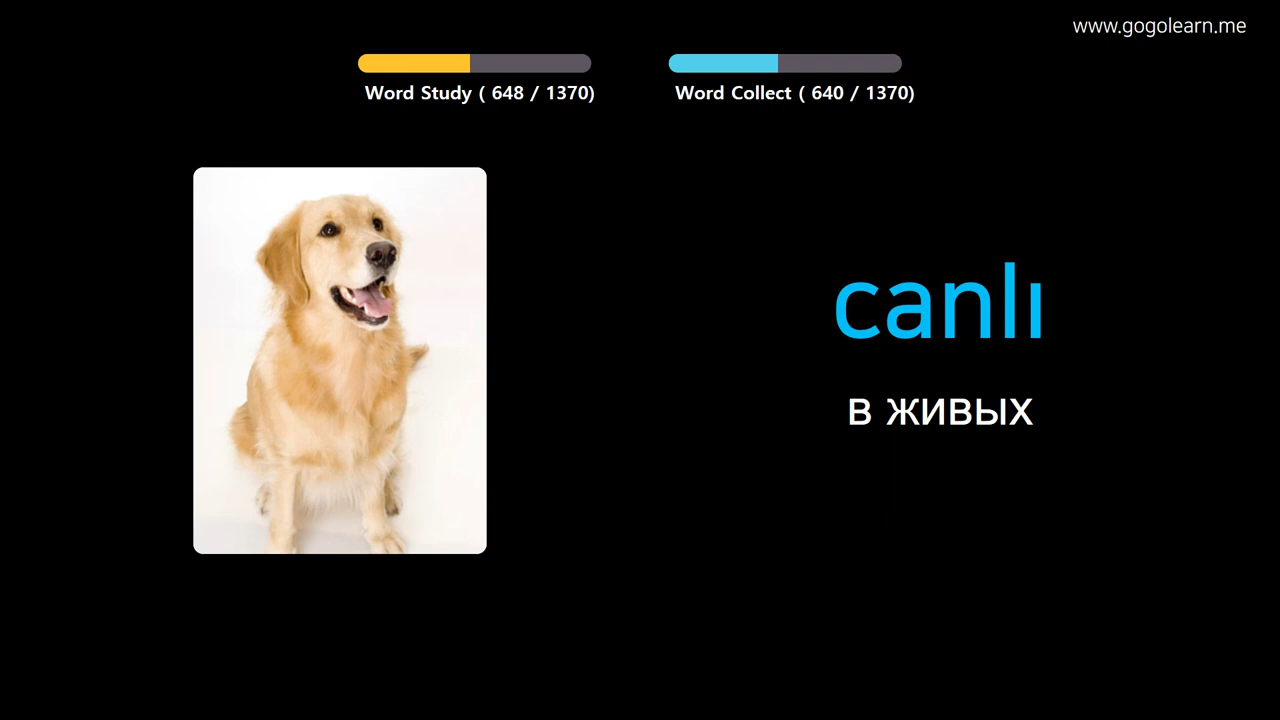 www.gogolearn.me
Word Study ( 648 / 1370)
Word Collect ( 640 / 1370)
canlı
в живых